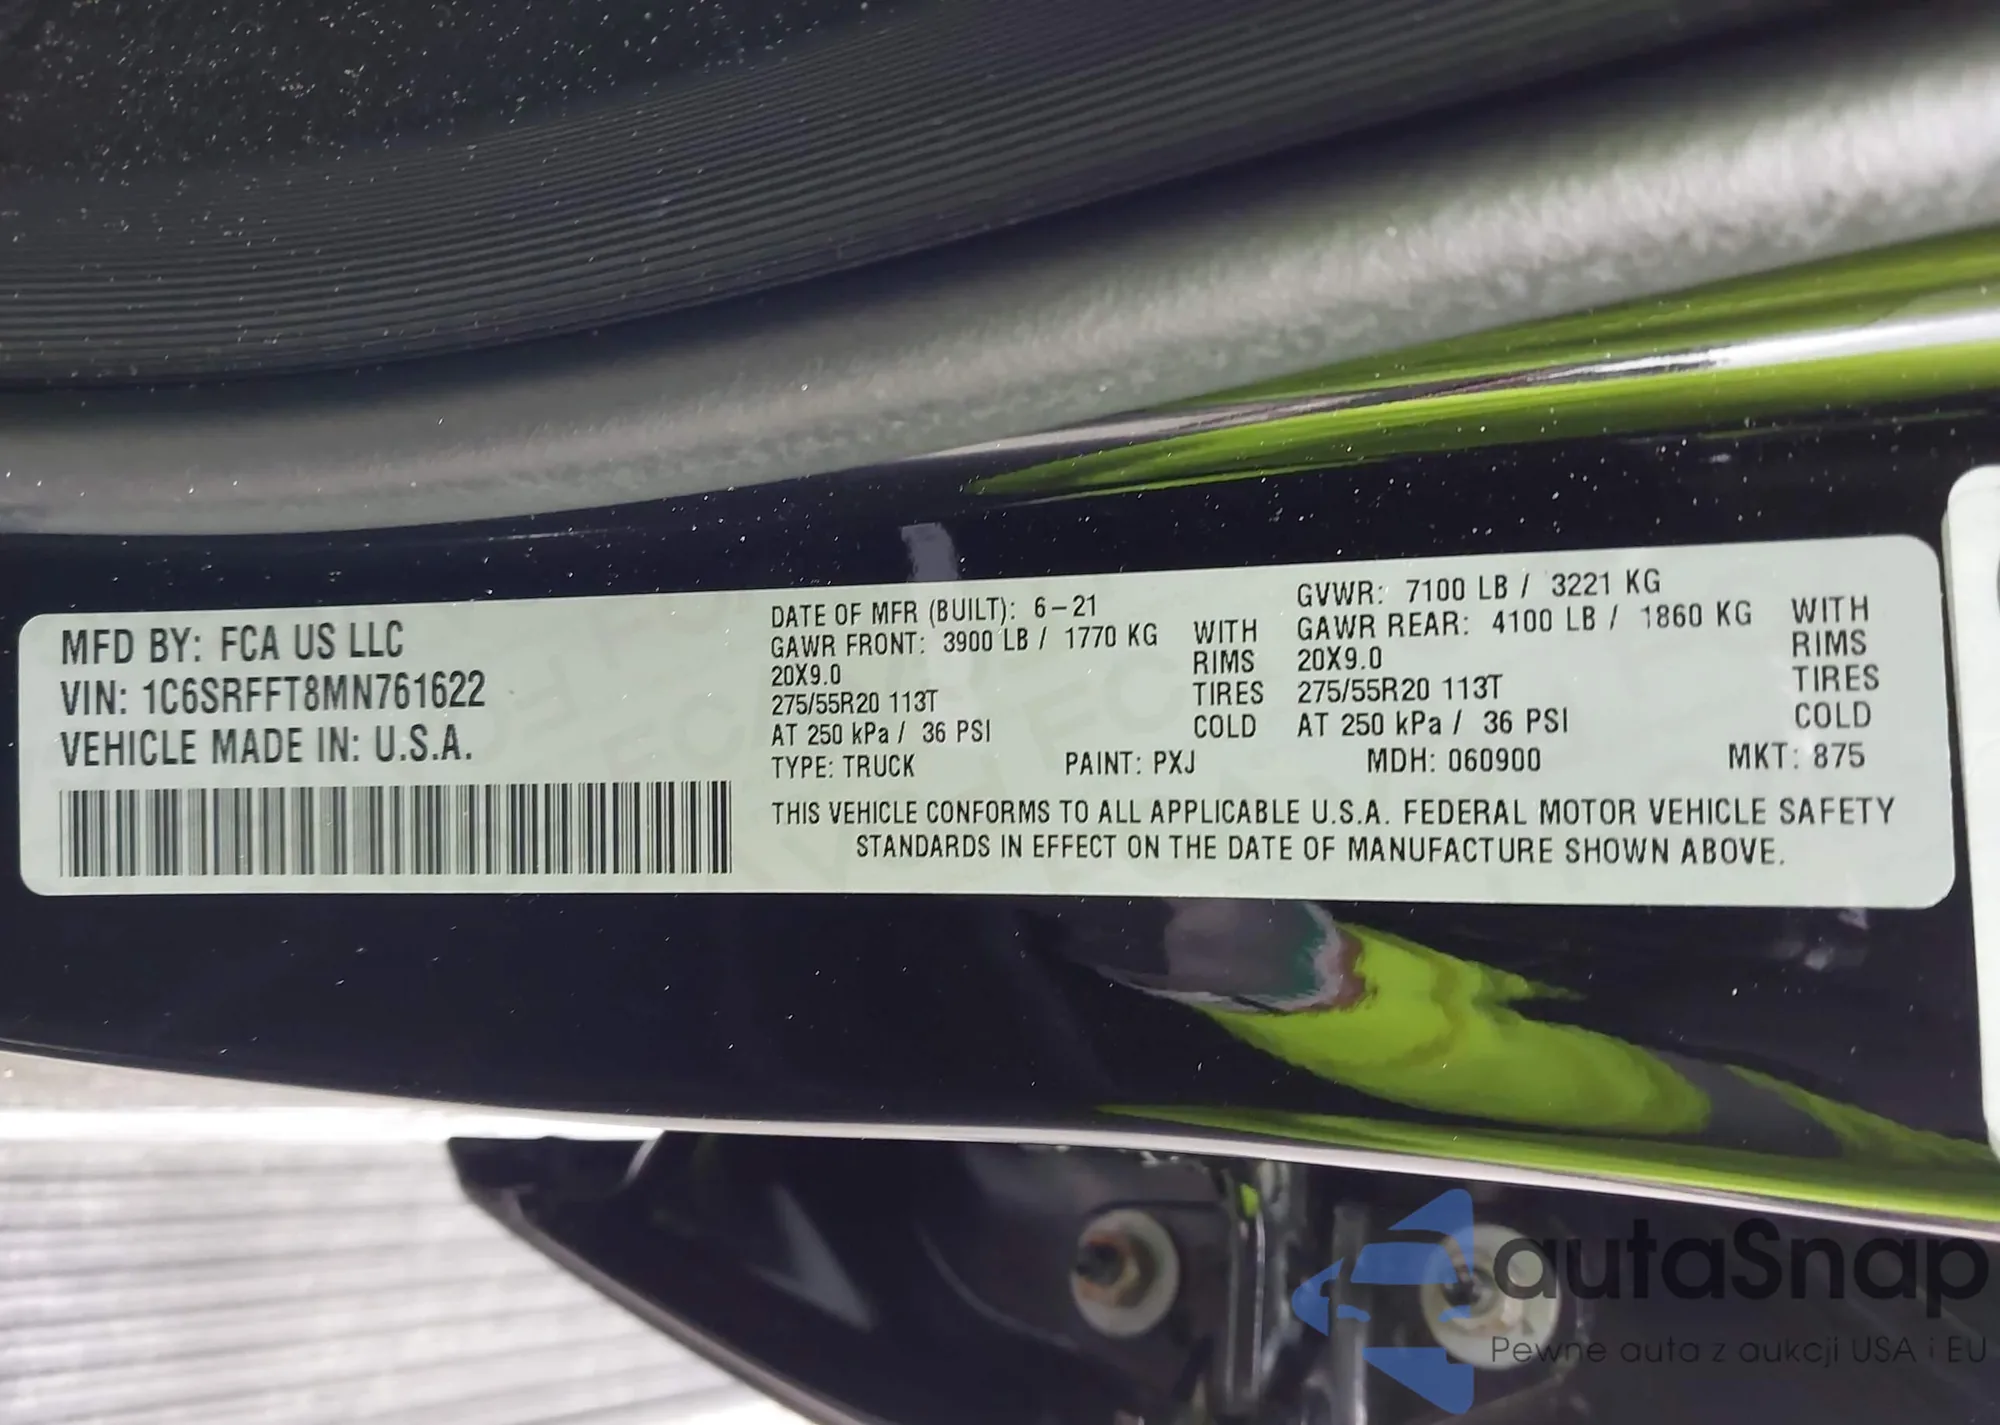 MFD BY: FCA US LLC
VIN: 1C6SRFFT8MN761622
VEHICLE MADE IN: U.S.A.
DATE OF MFR (BUILT): 6-21
GAWR FRONT: 3900 LB / 1770 KG WITH
20X9.0 RIMS
275/55R20 113T TIRES
AT 250 kPa / 36 PSI COLD
GVWR: 7100 LB / 3221 KG
GAWR REAR: 4100 LB / 1860 KG WITH
20X9.0 RIMS
275/55R20 113T TIRES
AT 250 kPa / 36 PSI COLD
TYPE: TRUCK PAINT: PXJ MDH: 060900 MKT: 875
THIS VEHICLE CONFORMS TO ALL APPLICABLE U.S.A. FEDERAL MOTOR VEHICLE SAFETY
STANDARDS IN EFFECT ON THE DATE OF MANUFACTURE SHOWN ABOVE.
autaSnap
Pewne auta z aukcji USA i EU